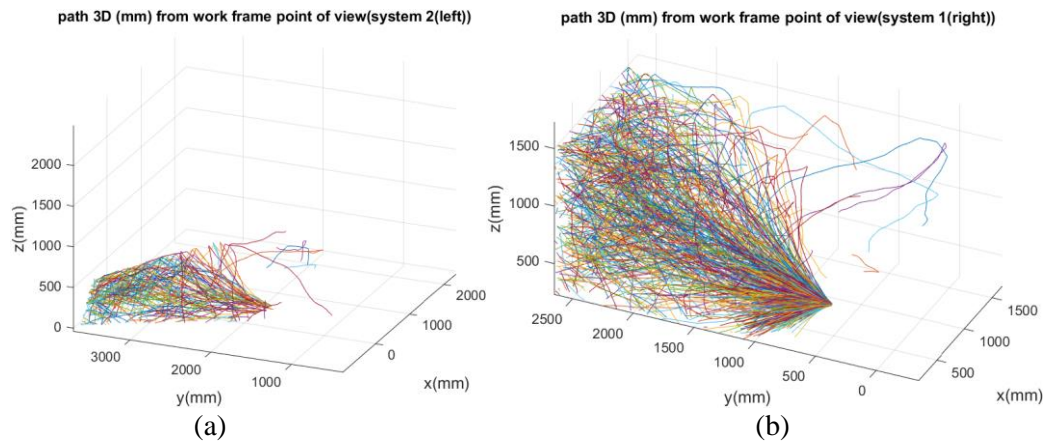 path 3D (mm) from work frame point of view(system 2(left))
2000
1500
1000
500
0
z(mm)
3000
2000
1000
y(mm)
0
1000
2000
x(mm)
(a)
path 3D (mm) from work frame point of view(system 1(right))
1500
1000
500
z(mm)
2500
2000
1500
1000
500
0
y(mm)
500
1000
1500
x(mm)
(b)